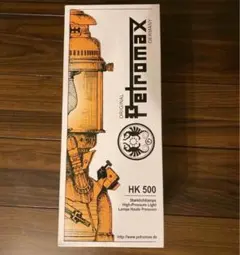 ORIGINAL
Petromax
GERMANY
HK 500
Starklichtlampe
High-Pressure Light
Lampe Haute Pression
http://www.petromax.de